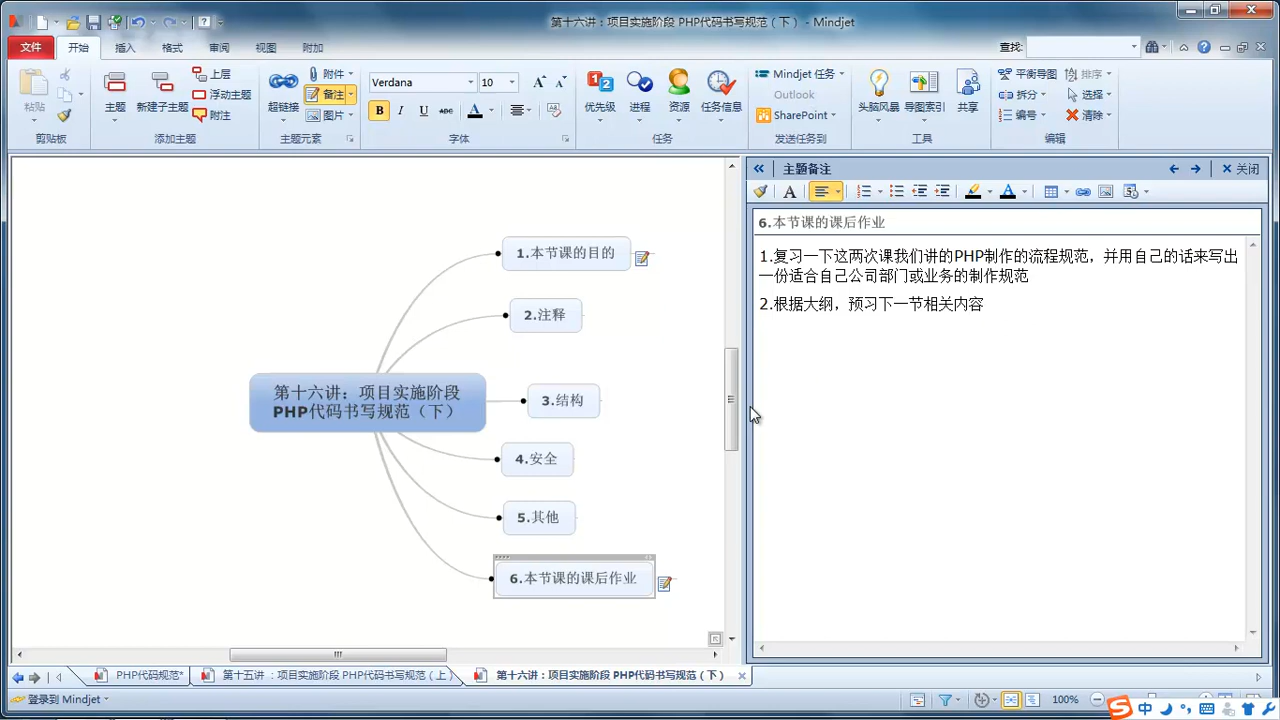 第十六讲：项目实施阶段 PHP代码书写规范（下） - Mindjet
文件 开始 插入 格式 审阅 视图 附加 查找:
粘贴 剪贴板
主题 新建子主题 上层 浮动主题 附注 添加主题
超链接 附件 备注 图片 主题元素
Verdana 10 B I U abc A 字体
优先级 进程 资源 任务信息 任务
Mindjet 任务 Outlook SharePoint 发送任务到
头脑风景 导图索引 共享 工具
平衡导图 拆分 编号 排序 选择 清除 编辑
1.本节课的目的
2.注释
第十六讲：项目实施阶段
PHP代码书写规范（下）
3.结构
4.安全
5.其他
6.本节课的课后作业
主题备注 关闭
6.本节课的课后作业
1.复习一下这两次课我们讲的PHP制作的流程规范，并用自己的话来写出
一份适合自己公司部门或业务的制作规范
2.根据大纲，预习下一节相关内容
PHP代码规范* 第十五讲 ：项目实施阶段 PHP代码书写规范（上） 第十六讲：项目实施阶段 PHP代码书写规范（下）
登录到 Mindjet 100% 中